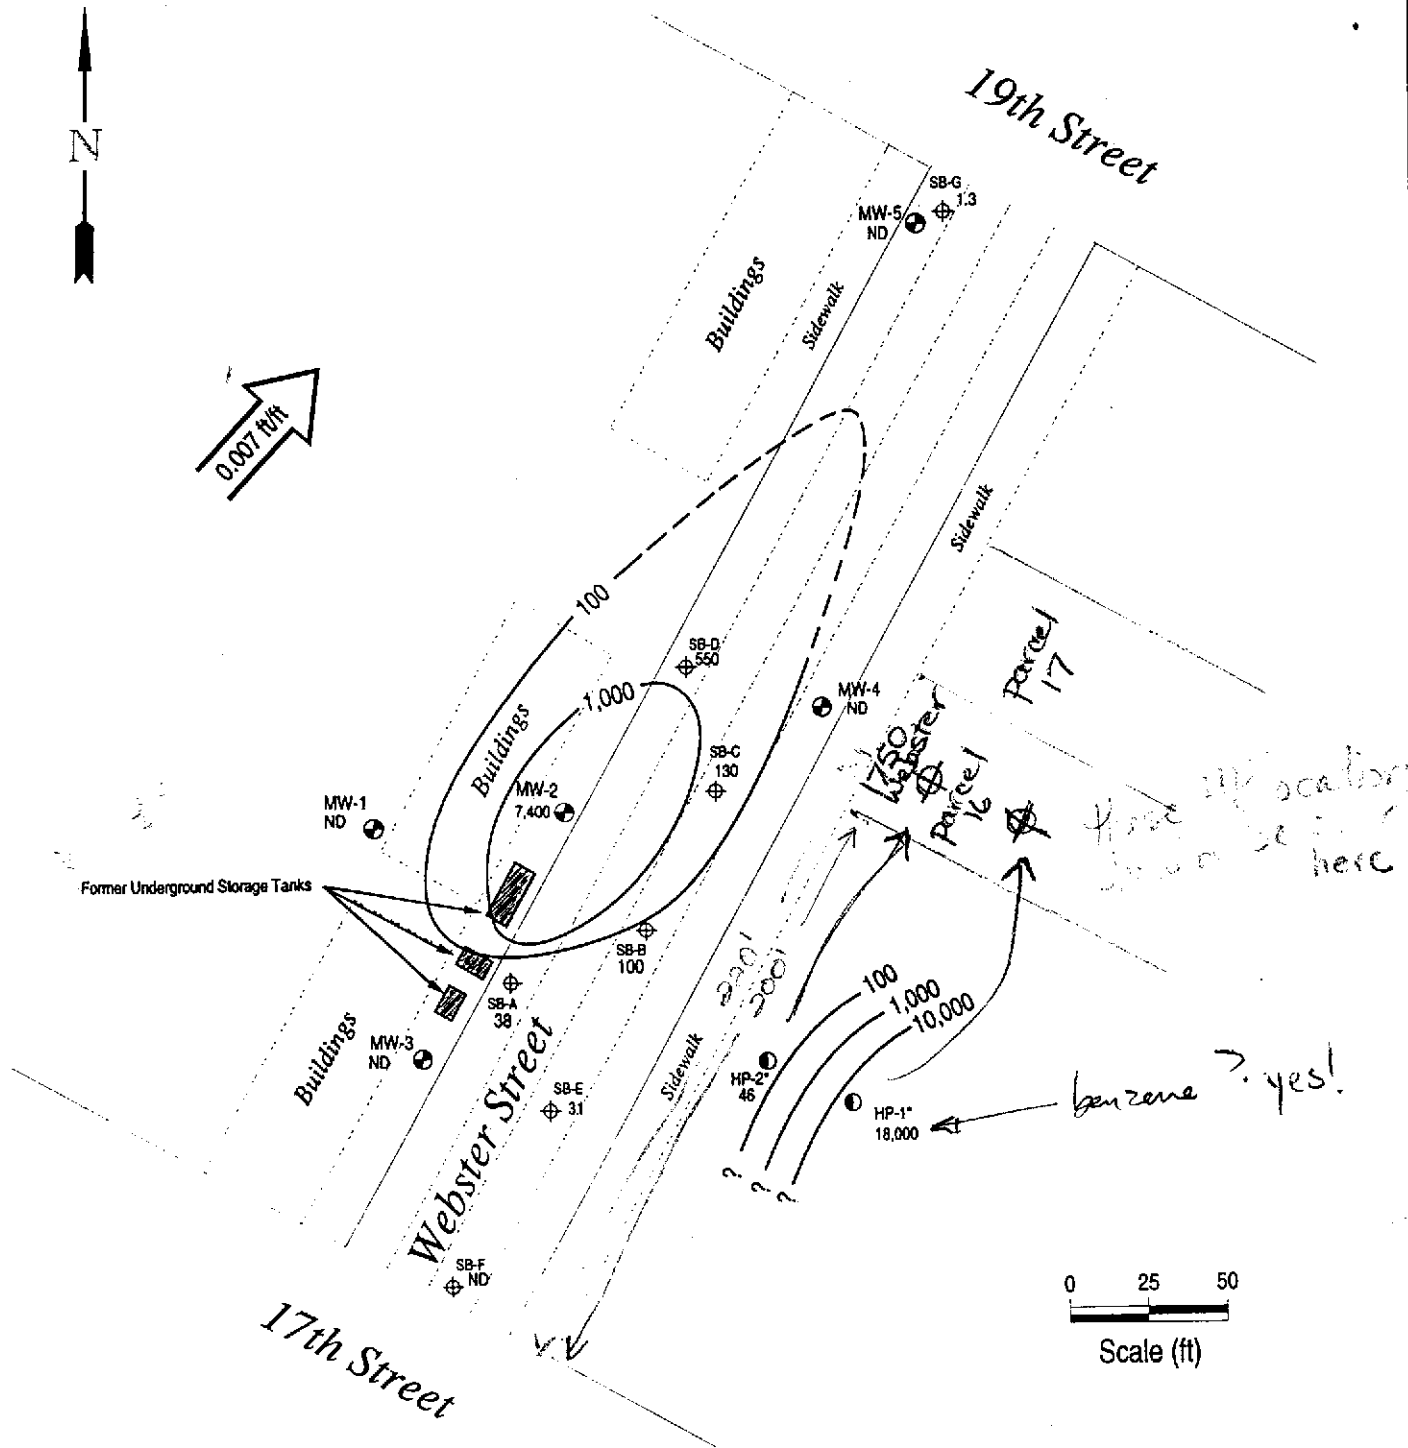 19th Street
N
SB-G
1.3
MW-5
ND
Buildings
Sidewalk
0.007 ft/ft
Sidewalk
100
Parcel
17
SB-D
550
1,000
MW-4
ND
Buildings
1750
Webster
SB-C
130
Parcel
16
MW-2
7,400
MW-1
ND
here
Former Underground Storage Tanks
SB-B
100
220'
200'
SB-A
38
100
1,000
10,000
Buildings
MW-3
ND
Webster Street
Sidewalk
HP-2*
46
SB-E
31
HP-1*
18,000
benzene ? yes!
? ? ?
SB-F
ND
17th Street
0 25 50
Scale (ft)